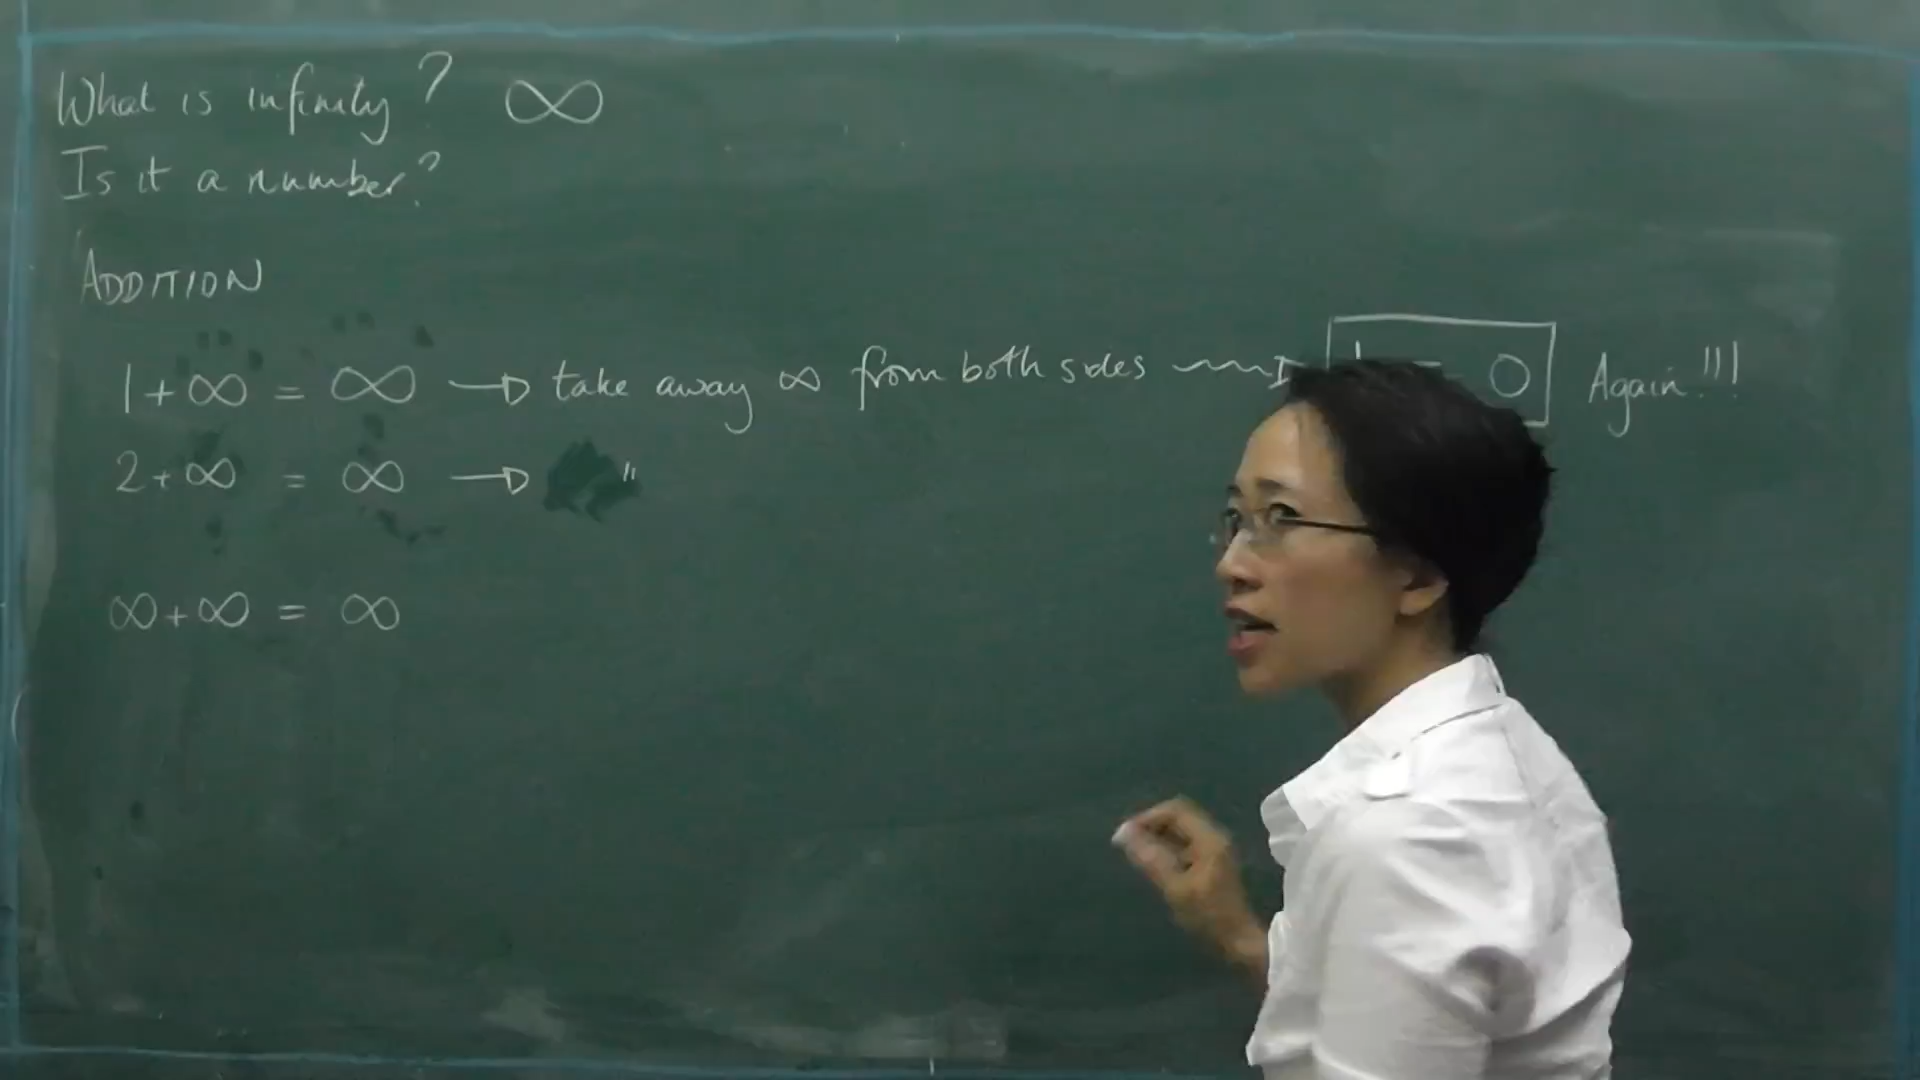 What is infinity? ∞
Is it a number?
ADDITION
1 + ∞ = ∞ → take away ∞ from both sides 0 Again!!!
2 + ∞ = ∞ → "
∞ + ∞ = ∞